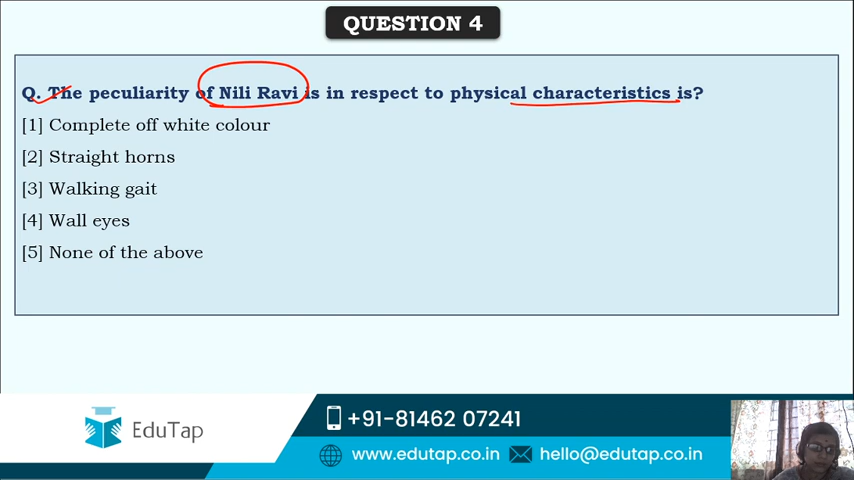 QUESTION 4
Q. The peculiarity of Nili Ravi is in respect to physical characteristics is?
[1] Complete off white colour
[2] Straight horns
[3] Walking gait
[4] Wall eyes
[5] None of the above
EduTap
+91-81462 07241
www.edutap.co.in hello@edutap.co.in